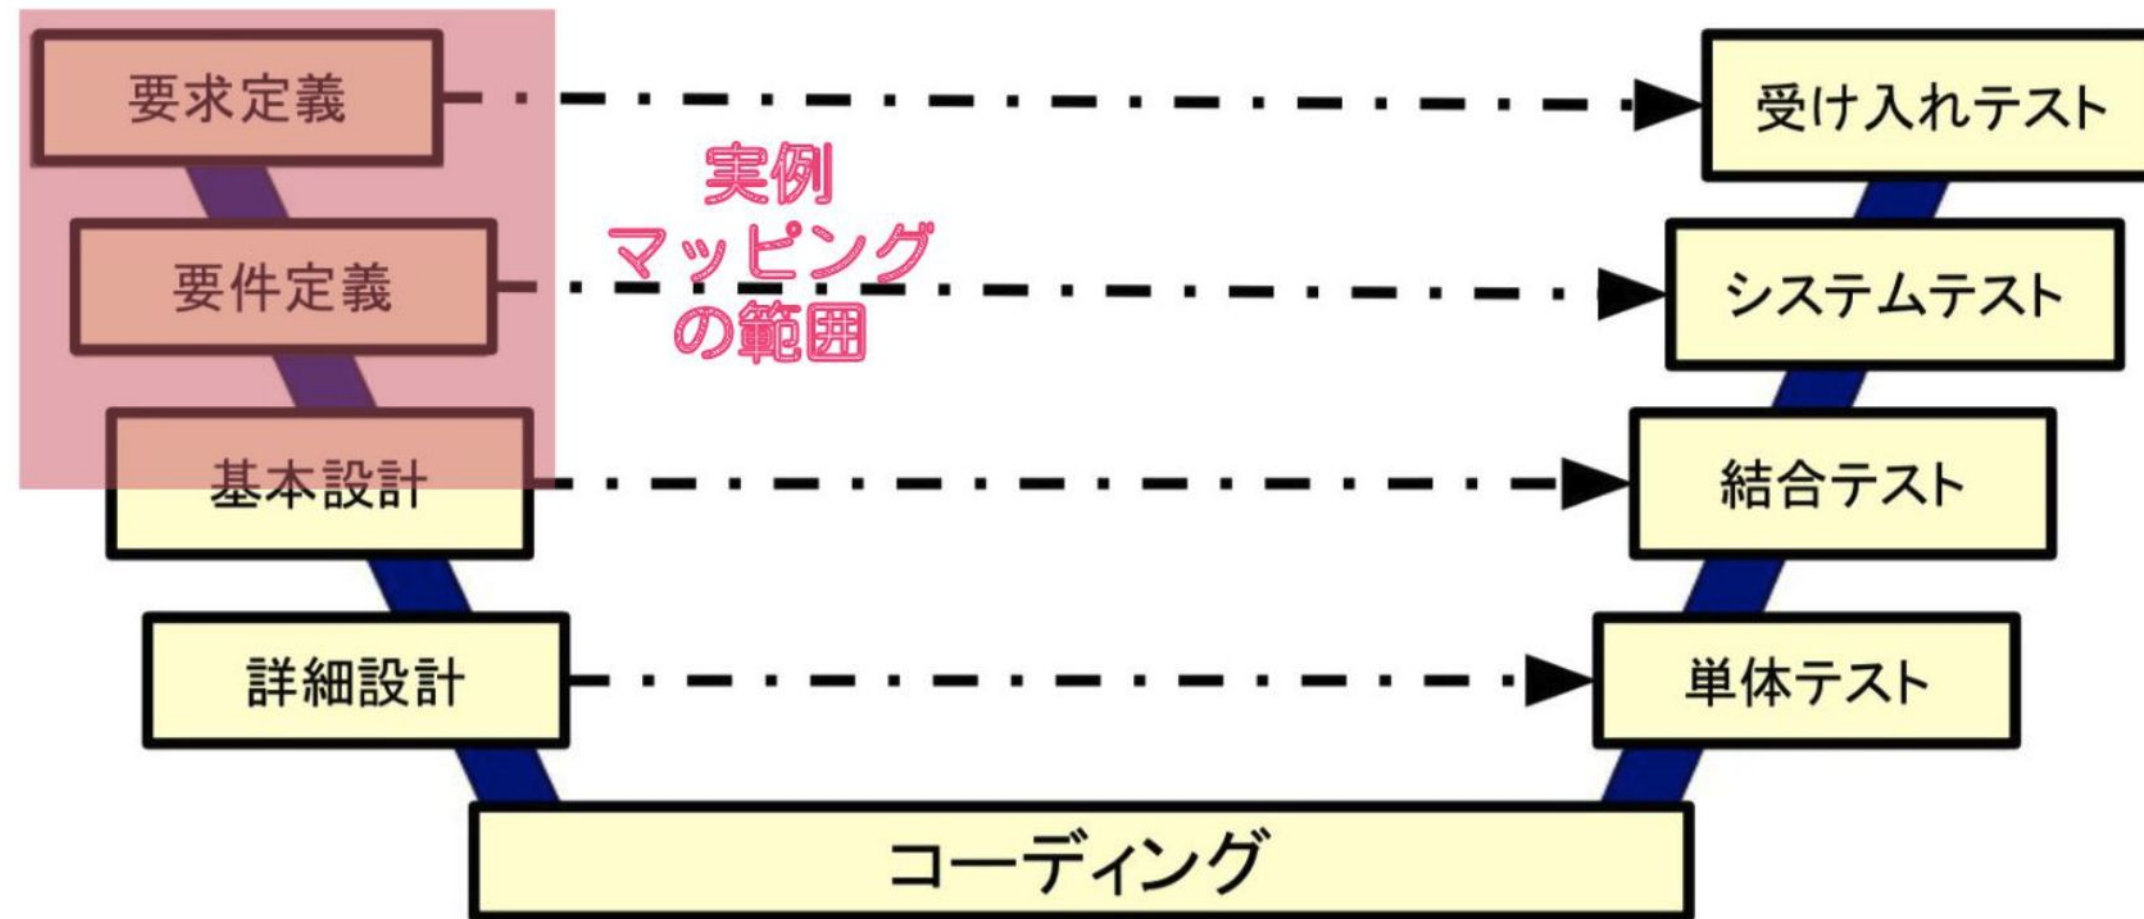 要求定義
受け入れテスト
実例
マッピング
の範囲
要件定義
システムテスト
基本設計
結合テスト
詳細設計
単体テスト
コーディング